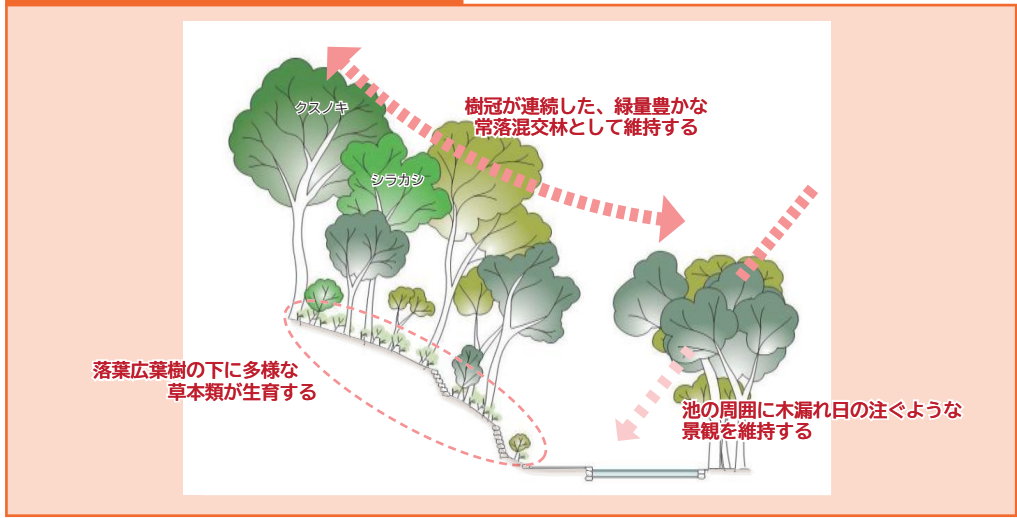 クスノキ
樹冠が連続した、緑量豊かな
常落混交林として維持する
シラカシ
落葉広葉樹の下に多様な
草本類が生育する
池の周囲に木漏れ日の注ぐような
景観を維持する